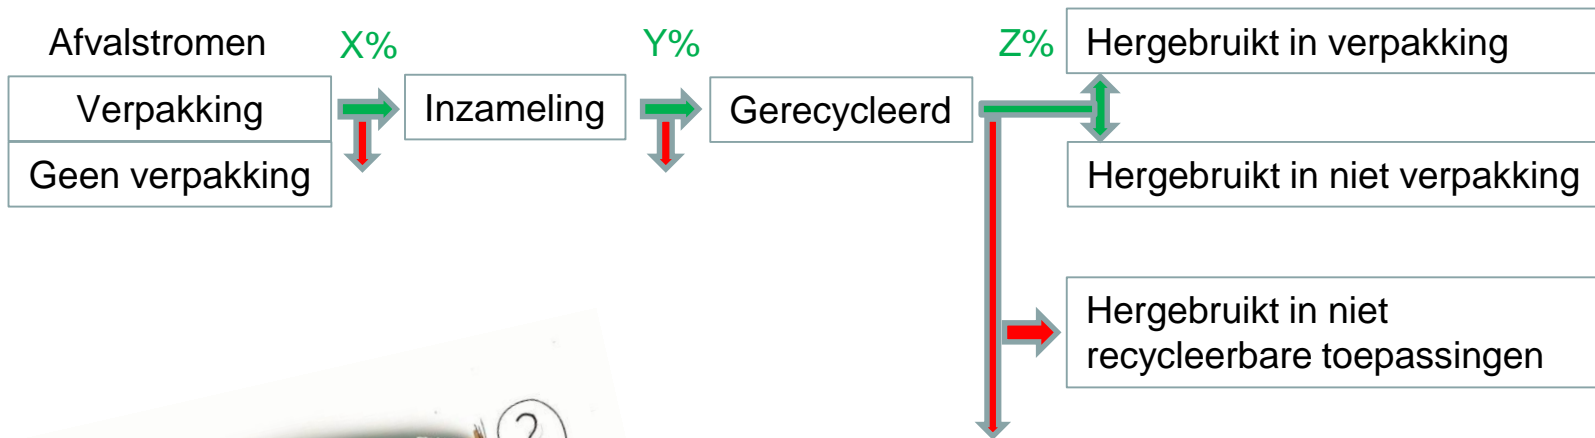 Afvalstromen
X%
Y%
Z%
Hergebruikt in verpakking
Verpakking
Inzameling
Gerecycleerd
Geen verpakking
Hergebruikt in niet verpakking
Hergebruikt in niet
recycleerbare toepassingen
?